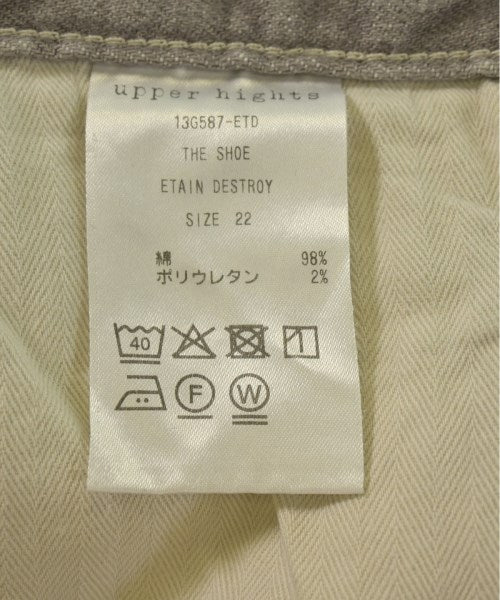 upper hights
13G587-ETD
THE SHOE
ETAIN DESTROY
SIZE 22
綿 98%
ポリウレタン 2%
40
F W